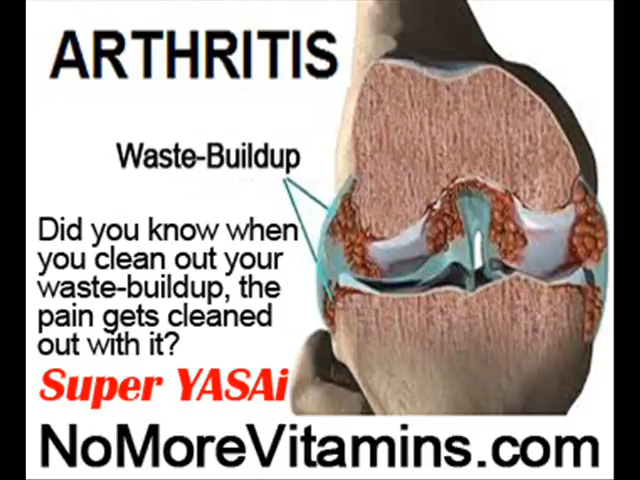 ARTHRITIS
Waste-Buildup
Did you know when
you clean out your
waste-buildup, the
pain gets cleaned
out with it?
Super YASAi
NoMoreVitamins.com